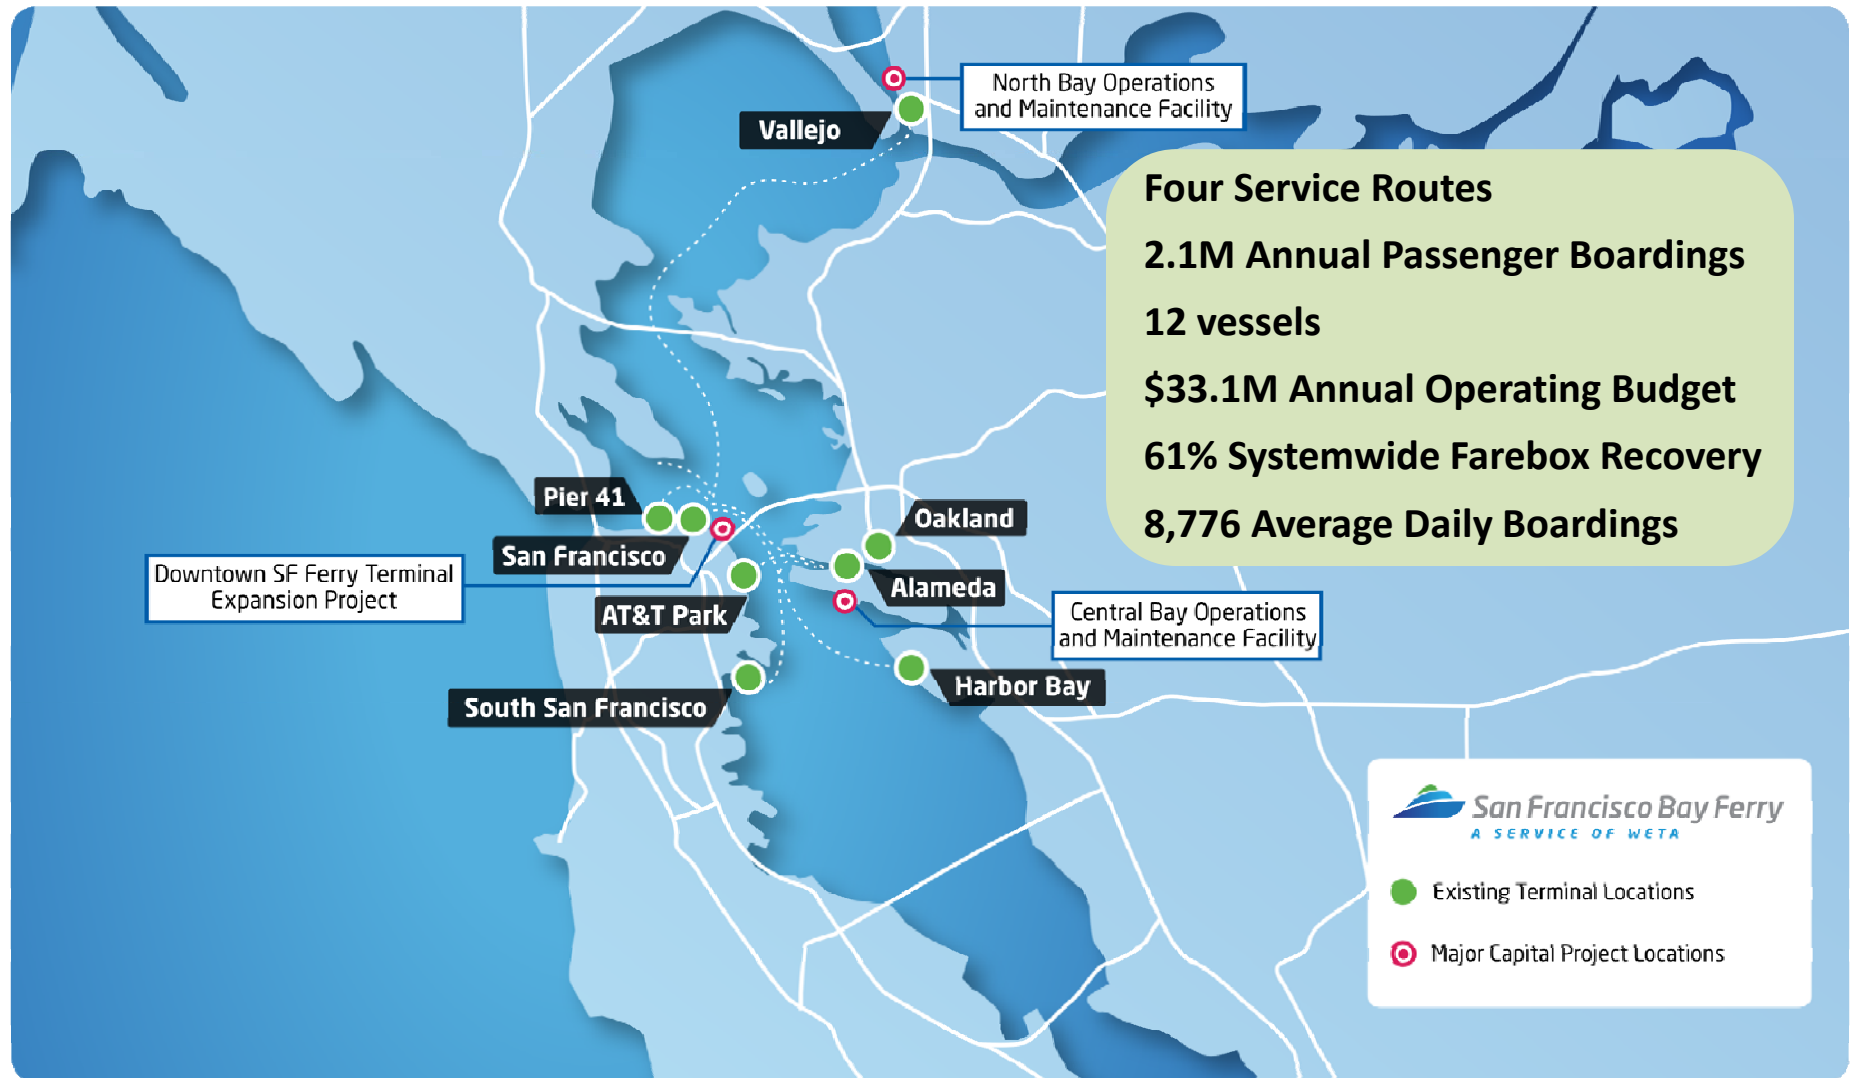 North Bay Operations
and Maintenance Facility
Vallejo
Four Service Routes
2.1M Annual Passenger Boardings
12 vessels
$33.1M Annual Operating Budget
61% Systemwide Farebox Recovery
8,776 Average Daily Boardings
Pier 41
Oakland
San Francisco
Downtown SF Ferry Terminal
Expansion Project
Alameda
AT&T Park
Central Bay Operations
and Maintenance Facility
Harbor Bay
South San Francisco
San Francisco Bay Ferry
A SERVICE OF WETA
Existing Terminal Locations
Major Capital Project Locations